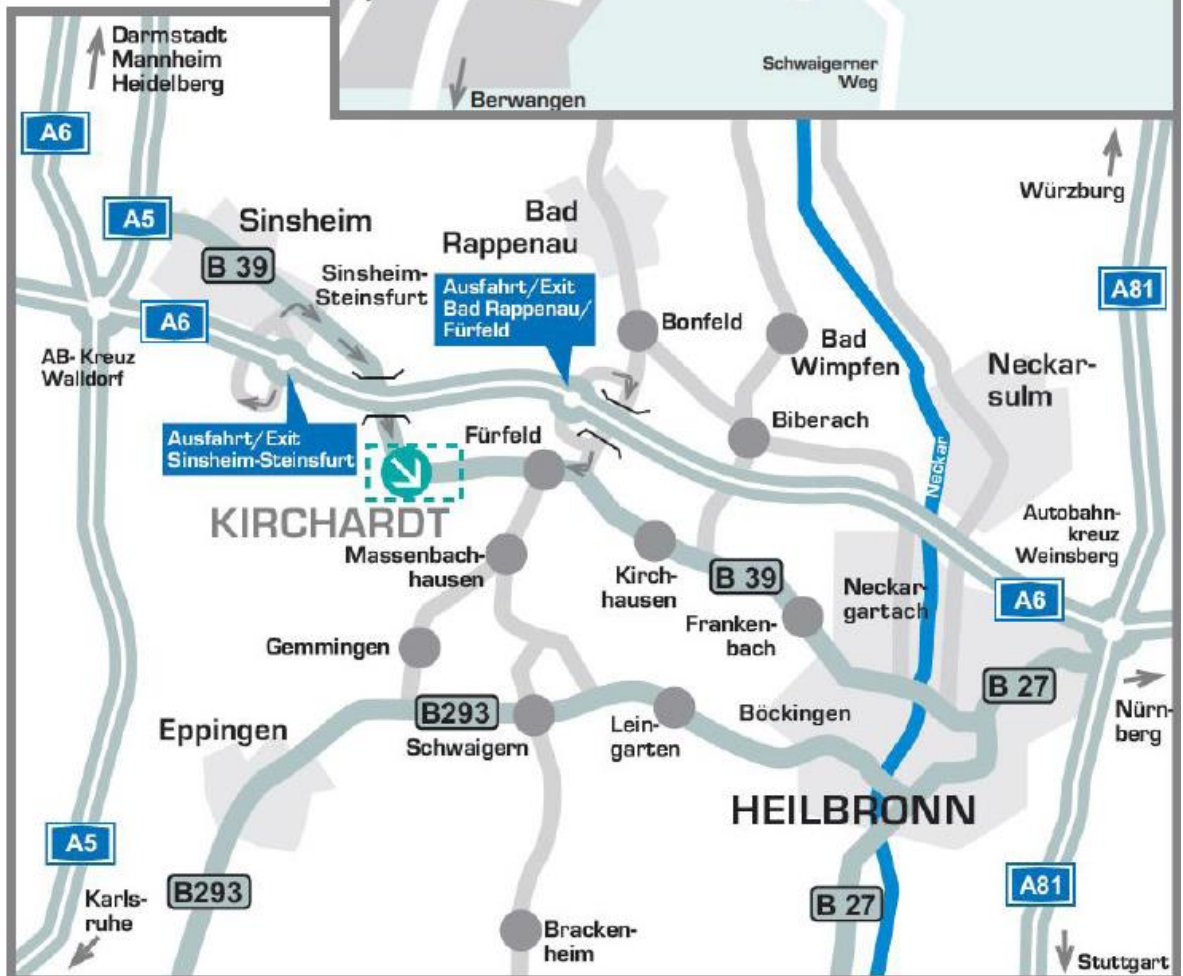 Schwaigerner
Weg
Berwangen
Darmstadt
Mannheim
Heidelberg
A6
A5
Sinsheim
B 39
Sinsheim-
Steinsfurt
Bad
Rappenau
Ausfahrt/Exit
Bad Rappenau/
Fürfeld
Würzburg
A81
A6
Bonfeld
Bad
Wimpfen
AB-Kreuz
Walldorf
Neckar-
sulm
Ausfahrt/Exit
Sinsheim-Steinsfurt
Fürfeld
Biberach
Neckar
KIRCHARDT
Massenbach-
hausen
Kirch-
hausen
B 39
Autobahn-
kreuz
Weinsberg
A6
Neckar-
gartach
Franken-
bach
Gemmingen
B 27
Nürn-
berg
Eppingen
B293
Schwaigern
Lein-
garten
Böckingen
HEILBRONN
A5
Karls-
ruhe
B293
B 27
A81
Bracken-
heim
Stuttgart